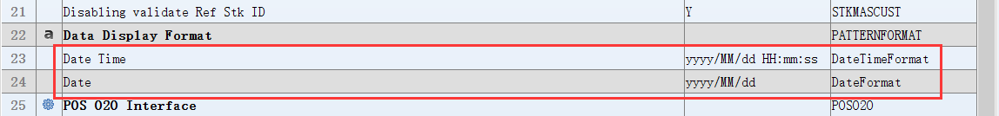 21 Disabling validate Ref Stk ID Y STKMASCUST
22 a Data Display Format PATTERNFORMAT
23 Date Time yyyy/MM/dd HH:mm:ss DateTimeFormat
24 Date yyyy/MM/dd DateFormat
25 POS O2O Interface POSO2O